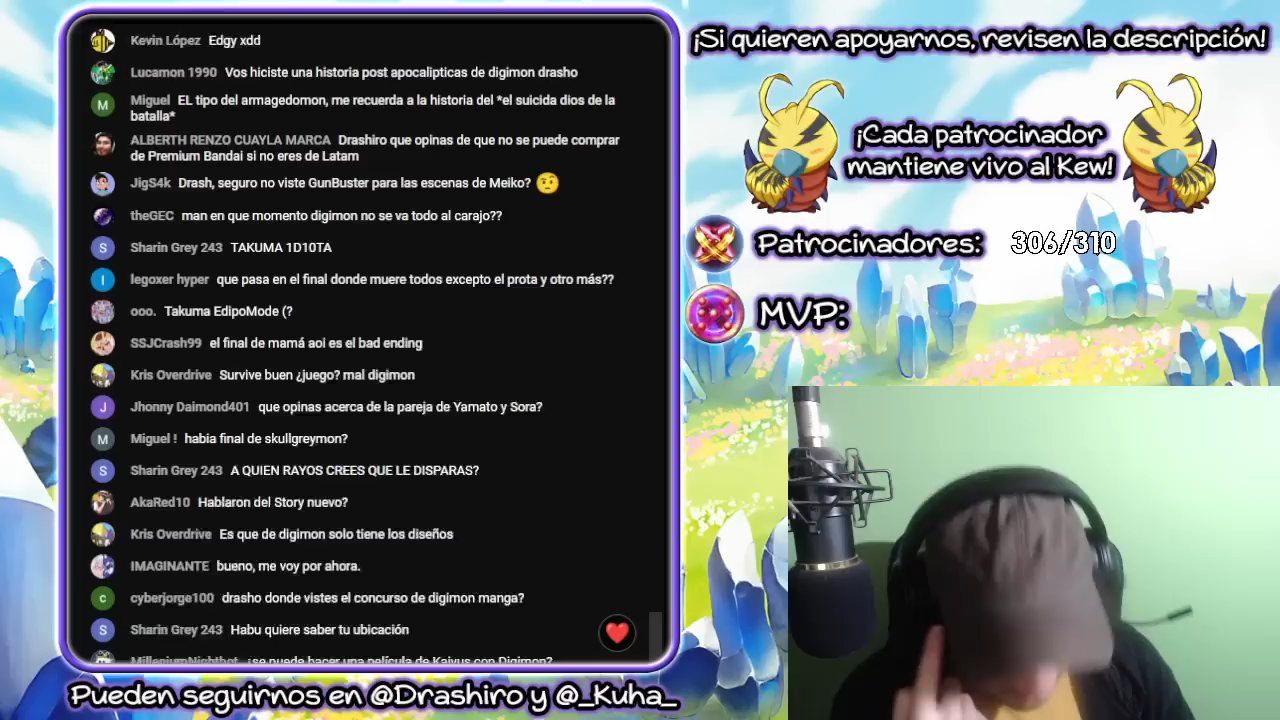 Kevin López Edgy xdd
Lucamon 1990 Vos hiciste una historia post apocalipticas de digimon drasho
M Miguel EL tipo del armagedomon, me recuerda a la historia del *el suicida dios de la
batalla*
ALBERTH RENZO CUAYLA MARCA Drashiro que opinas de que no se puede comprar
de Premium Bandai si no eres de Latam
JigS4k Drash, seguro no viste GunBuster para las escenas de Meiko? 🤨
theGEC man en que momento digimon no se va todo al carajo??
S Sharin Grey 243 TAKUMA 1D10TA
l legoxer hyper que pasa en el final donde muere todos excepto el prota y otro más??
ooo. Takuma EdipoMode (?
SSJCrash99 el final de mamá aoi es el bad ending
Kris Overdrive Survive buen ¿juego? mal digimon
J Jhonny Daimond401 que opinas acerca de la pareja de Yamato y Sora?
M Miguel ! habia final de skullgreymon?
S Sharin Grey 243 A QUIEN RAYOS CREES QUE LE DISPARAS?
AkaRed10 Hablaron del Story nuevo?
Kris Overdrive Es que de digimon solo tiene los diseños
IMAGINANTE bueno, me voy por ahora.
c cyberjorge100 drasho donde vistes el concurso de digimon manga?
S Sharin Grey 243 Habu quiere saber tu ubicación
MilleniumNightbot ¿se puede hacer una película de Kaiyus con Digimon?
Pueden seguirnos en @Drashiro y @_Kuha_
¡Si quieren apoyarnos, revisen la descripción!
¡Cada patrocinador
mantiene vivo al Kew!
Patrocinadores: 306/310
MVP: